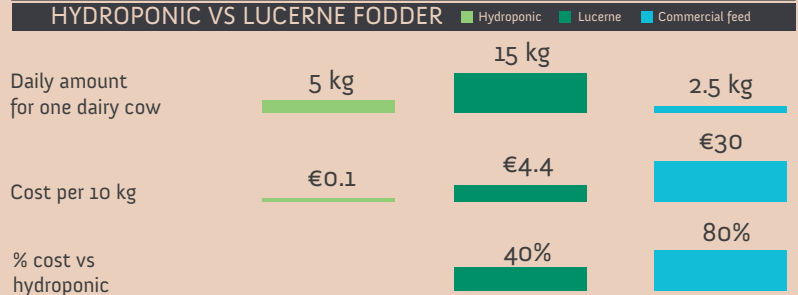 HYDROPONIC VS LUCERNE FODDER Hydroponic Lucerne Commercial feed
Daily amount
for one dairy cow
5 kg
15 kg
2.5 kg
Cost per 10 kg
€0.1
€4.4
€30
% cost vs
hydroponic
40%
80%